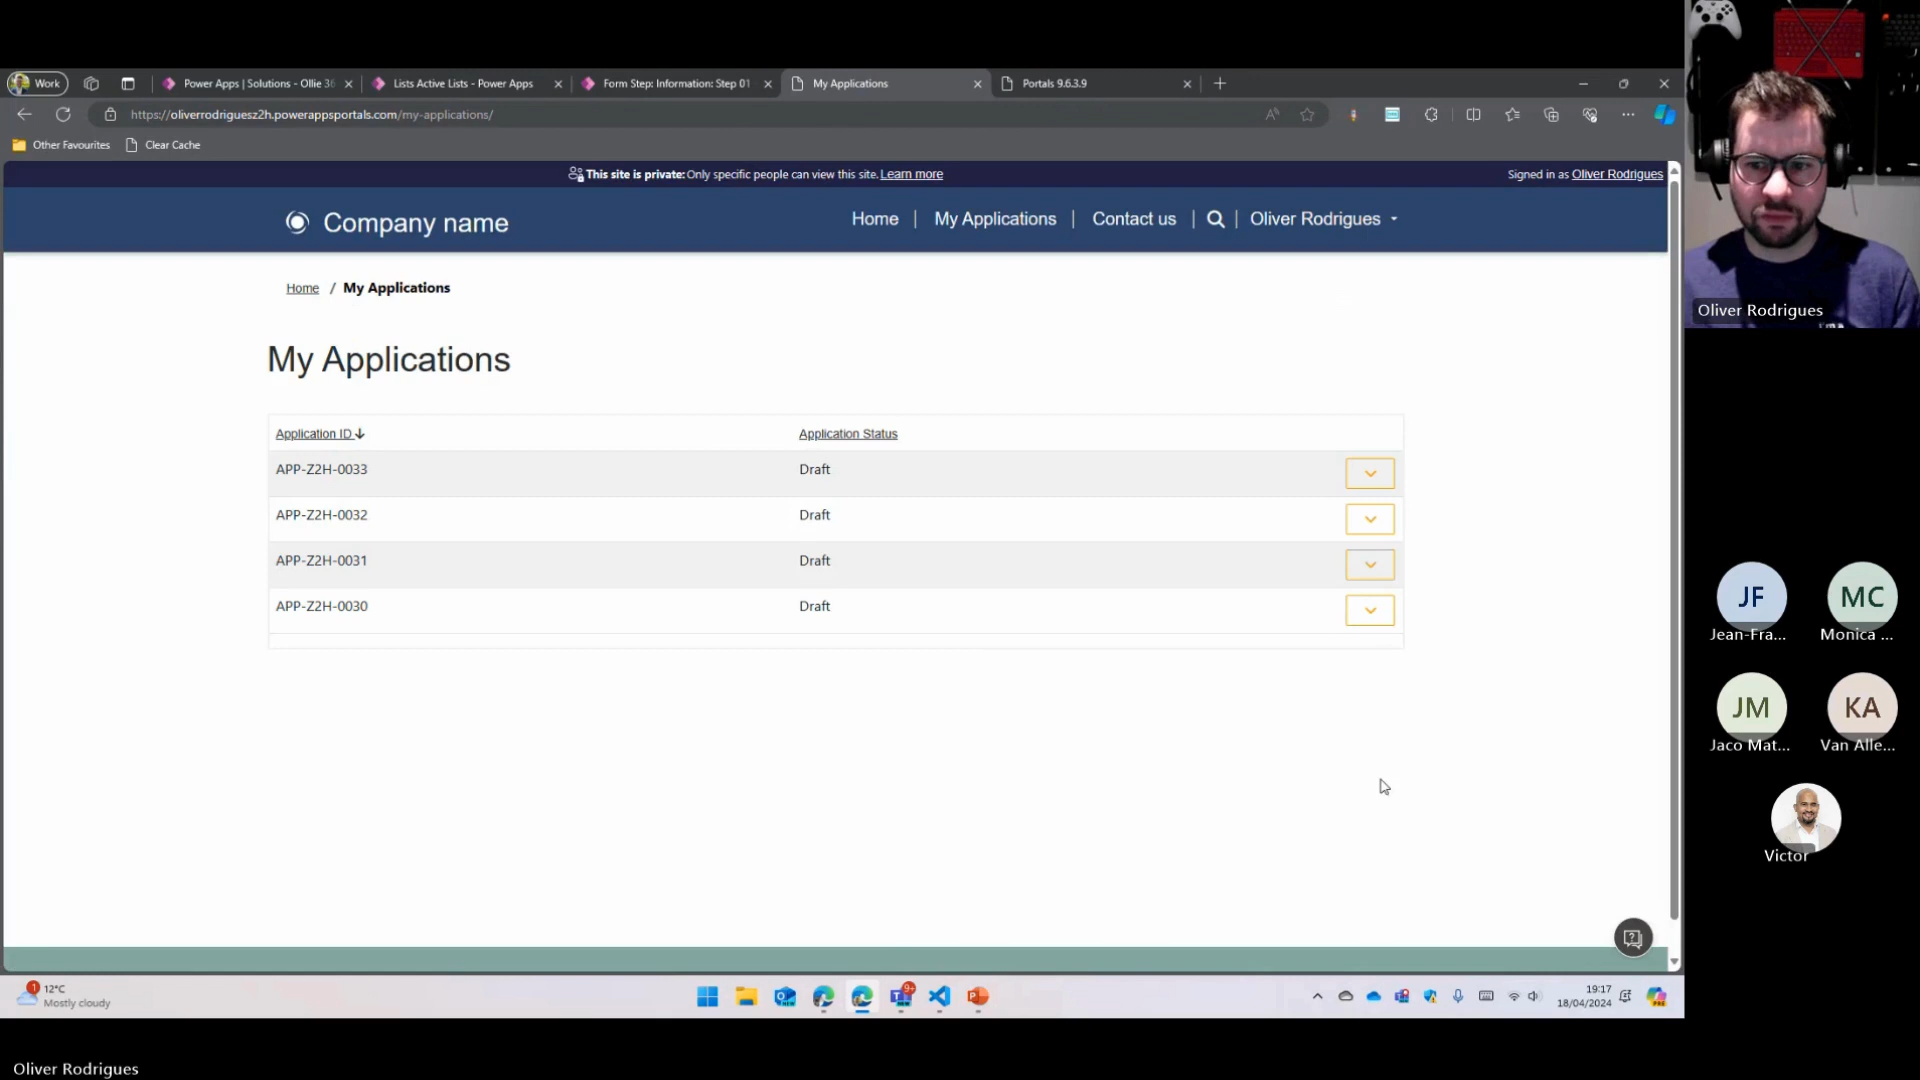 Work
Power Apps | Solutions - Ollie 36
Lists Active Lists - Power Apps
Form Step: Information: Step 01
My Applications
Portals 9.6.3.9
https://oliverrodriguesz2h.powerappsportals.com/my-applications/
Other Favourites
Clear Cache
This site is private: Only specific people can view this site. Learn more
Signed in as Oliver Rodrigues
Company name
Home
My Applications
Contact us
Oliver Rodrigues
Home / My Applications
My Applications
Application ID
Application Status
APP-Z2H-0033
Draft
APP-Z2H-0032
Draft
APP-Z2H-0031
Draft
APP-Z2H-0030
Draft
Oliver Rodrigues
JF
Jean-Fra...
MC
Monica ...
JM
Jaco Mat...
KA
Van Alle...
Victor
1
12°C
Mostly cloudy
9+
19:17
18/04/2024
Oliver Rodrigues